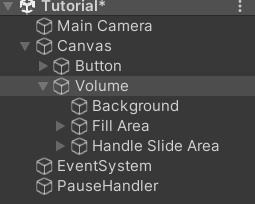 Tutorial*
Main Camera
Canvas
Button
Volume
Background
Fill Area
Handle Slide Area
EventSystem
PauseHandler